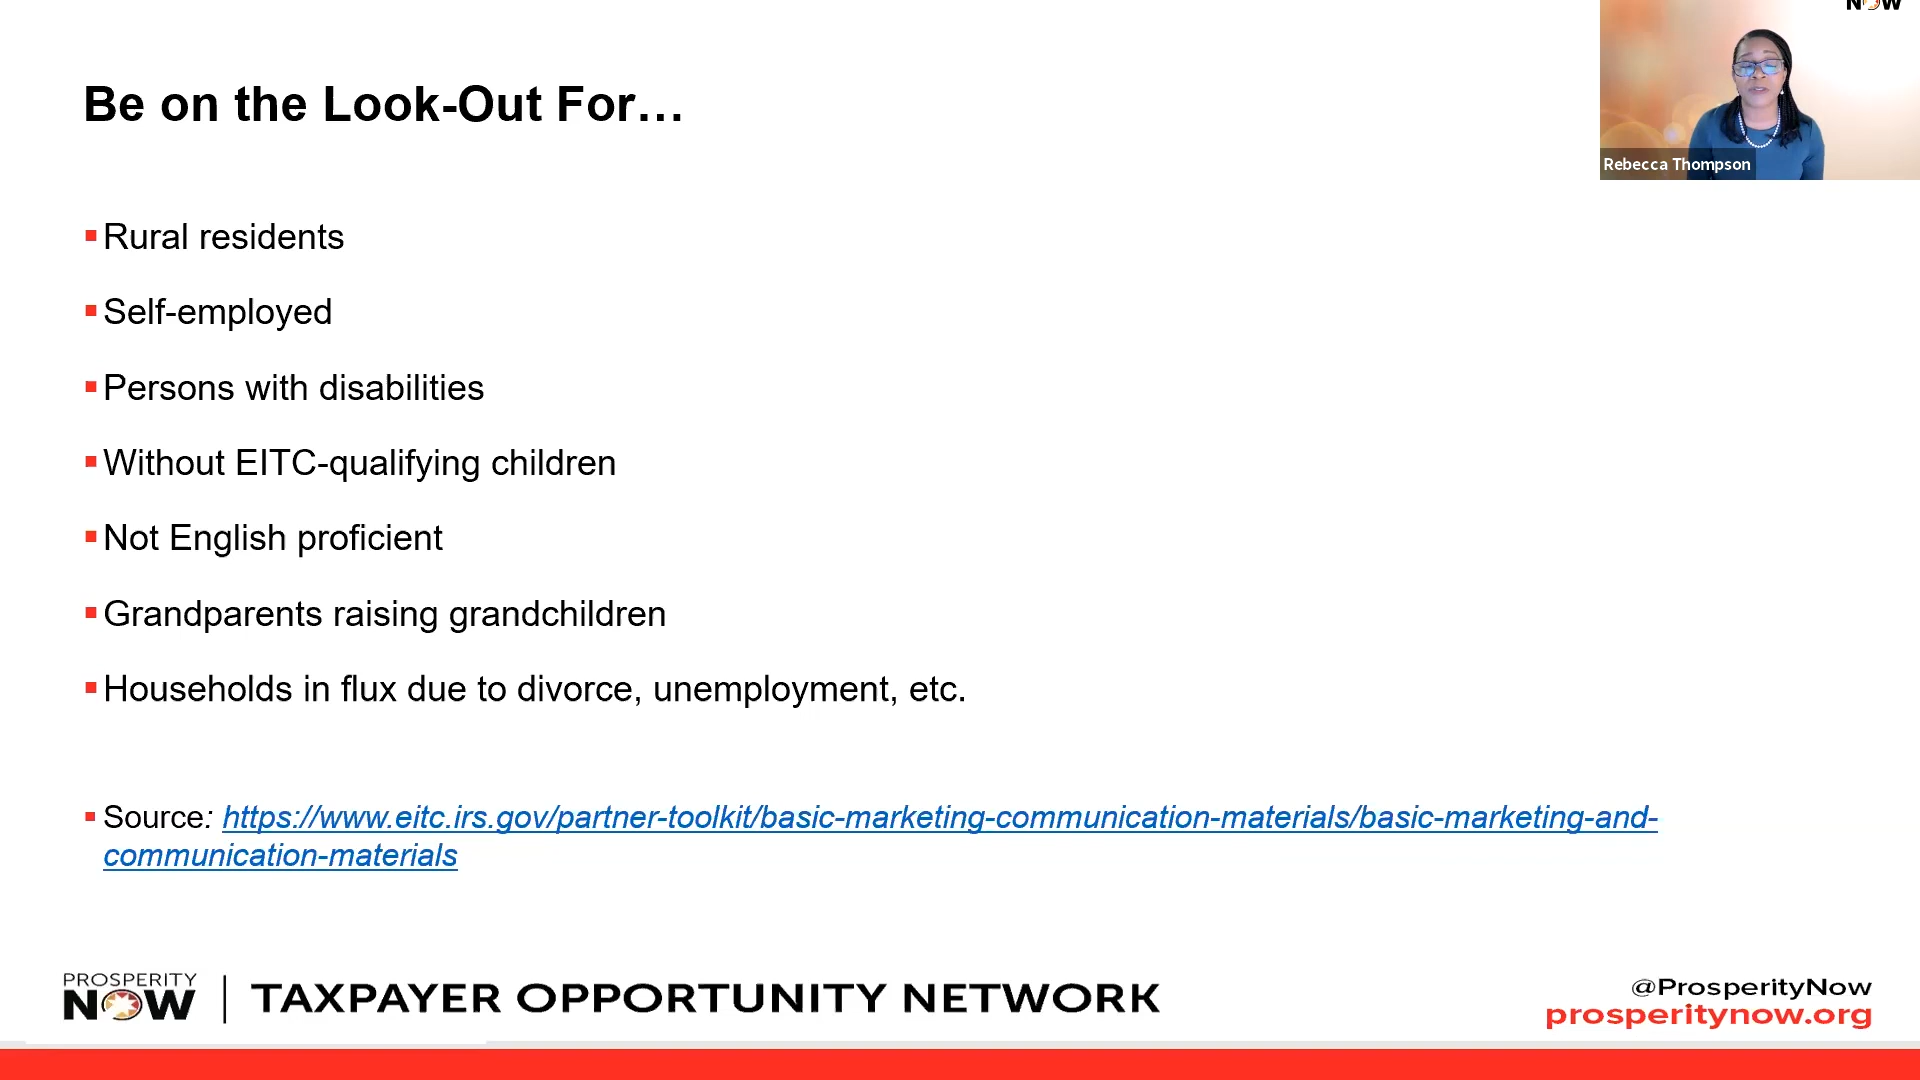 NOW
Be on the Look-Out For…
Rebecca Thompson
▪Rural residents
▪Self-employed
▪Persons with disabilities
▪Without EITC-qualifying children
▪Not English proficient
▪Grandparents raising grandchildren
▪Households in flux due to divorce, unemployment, etc.
▪Source: https://www.eitc.irs.gov/partner-toolkit/basic-marketing-communication-materials/basic-marketing-and-
communication-materials
PROSPERITY
NOW
TAXPAYER OPPORTUNITY NETWORK
@ProsperityNow
prosperitynow.org